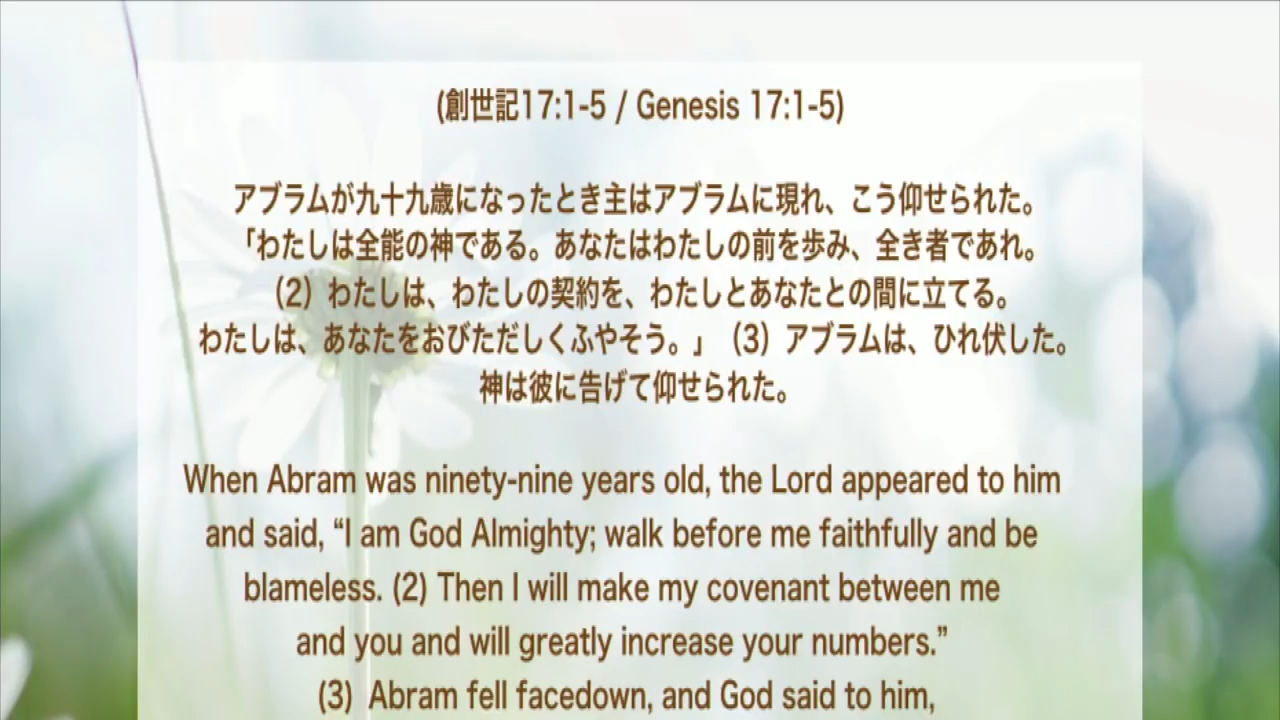 (創世記17:1-5 / Genesis 17:1-5)
アブラムが九十九歳になったとき主はアブラムに現れ、こう仰せられた。
「わたしは全能の神である。あなたはわたしの前を歩み、全き者であれ。
(2) わたしは、わたしの契約を、わたしとあなたとの間に立てる。
わたしは、あなたをおびただしくふやそう。」 (3) アブラムは、ひれ伏した。
神は彼に告げて仰せられた。
When Abram was ninety-nine years old, the Lord appeared to him
and said, “I am God Almighty; walk before me faithfully and be
blameless. (2) Then I will make my covenant between me
and you and will greatly increase your numbers.”
(3) Abram fell facedown, and God said to him,